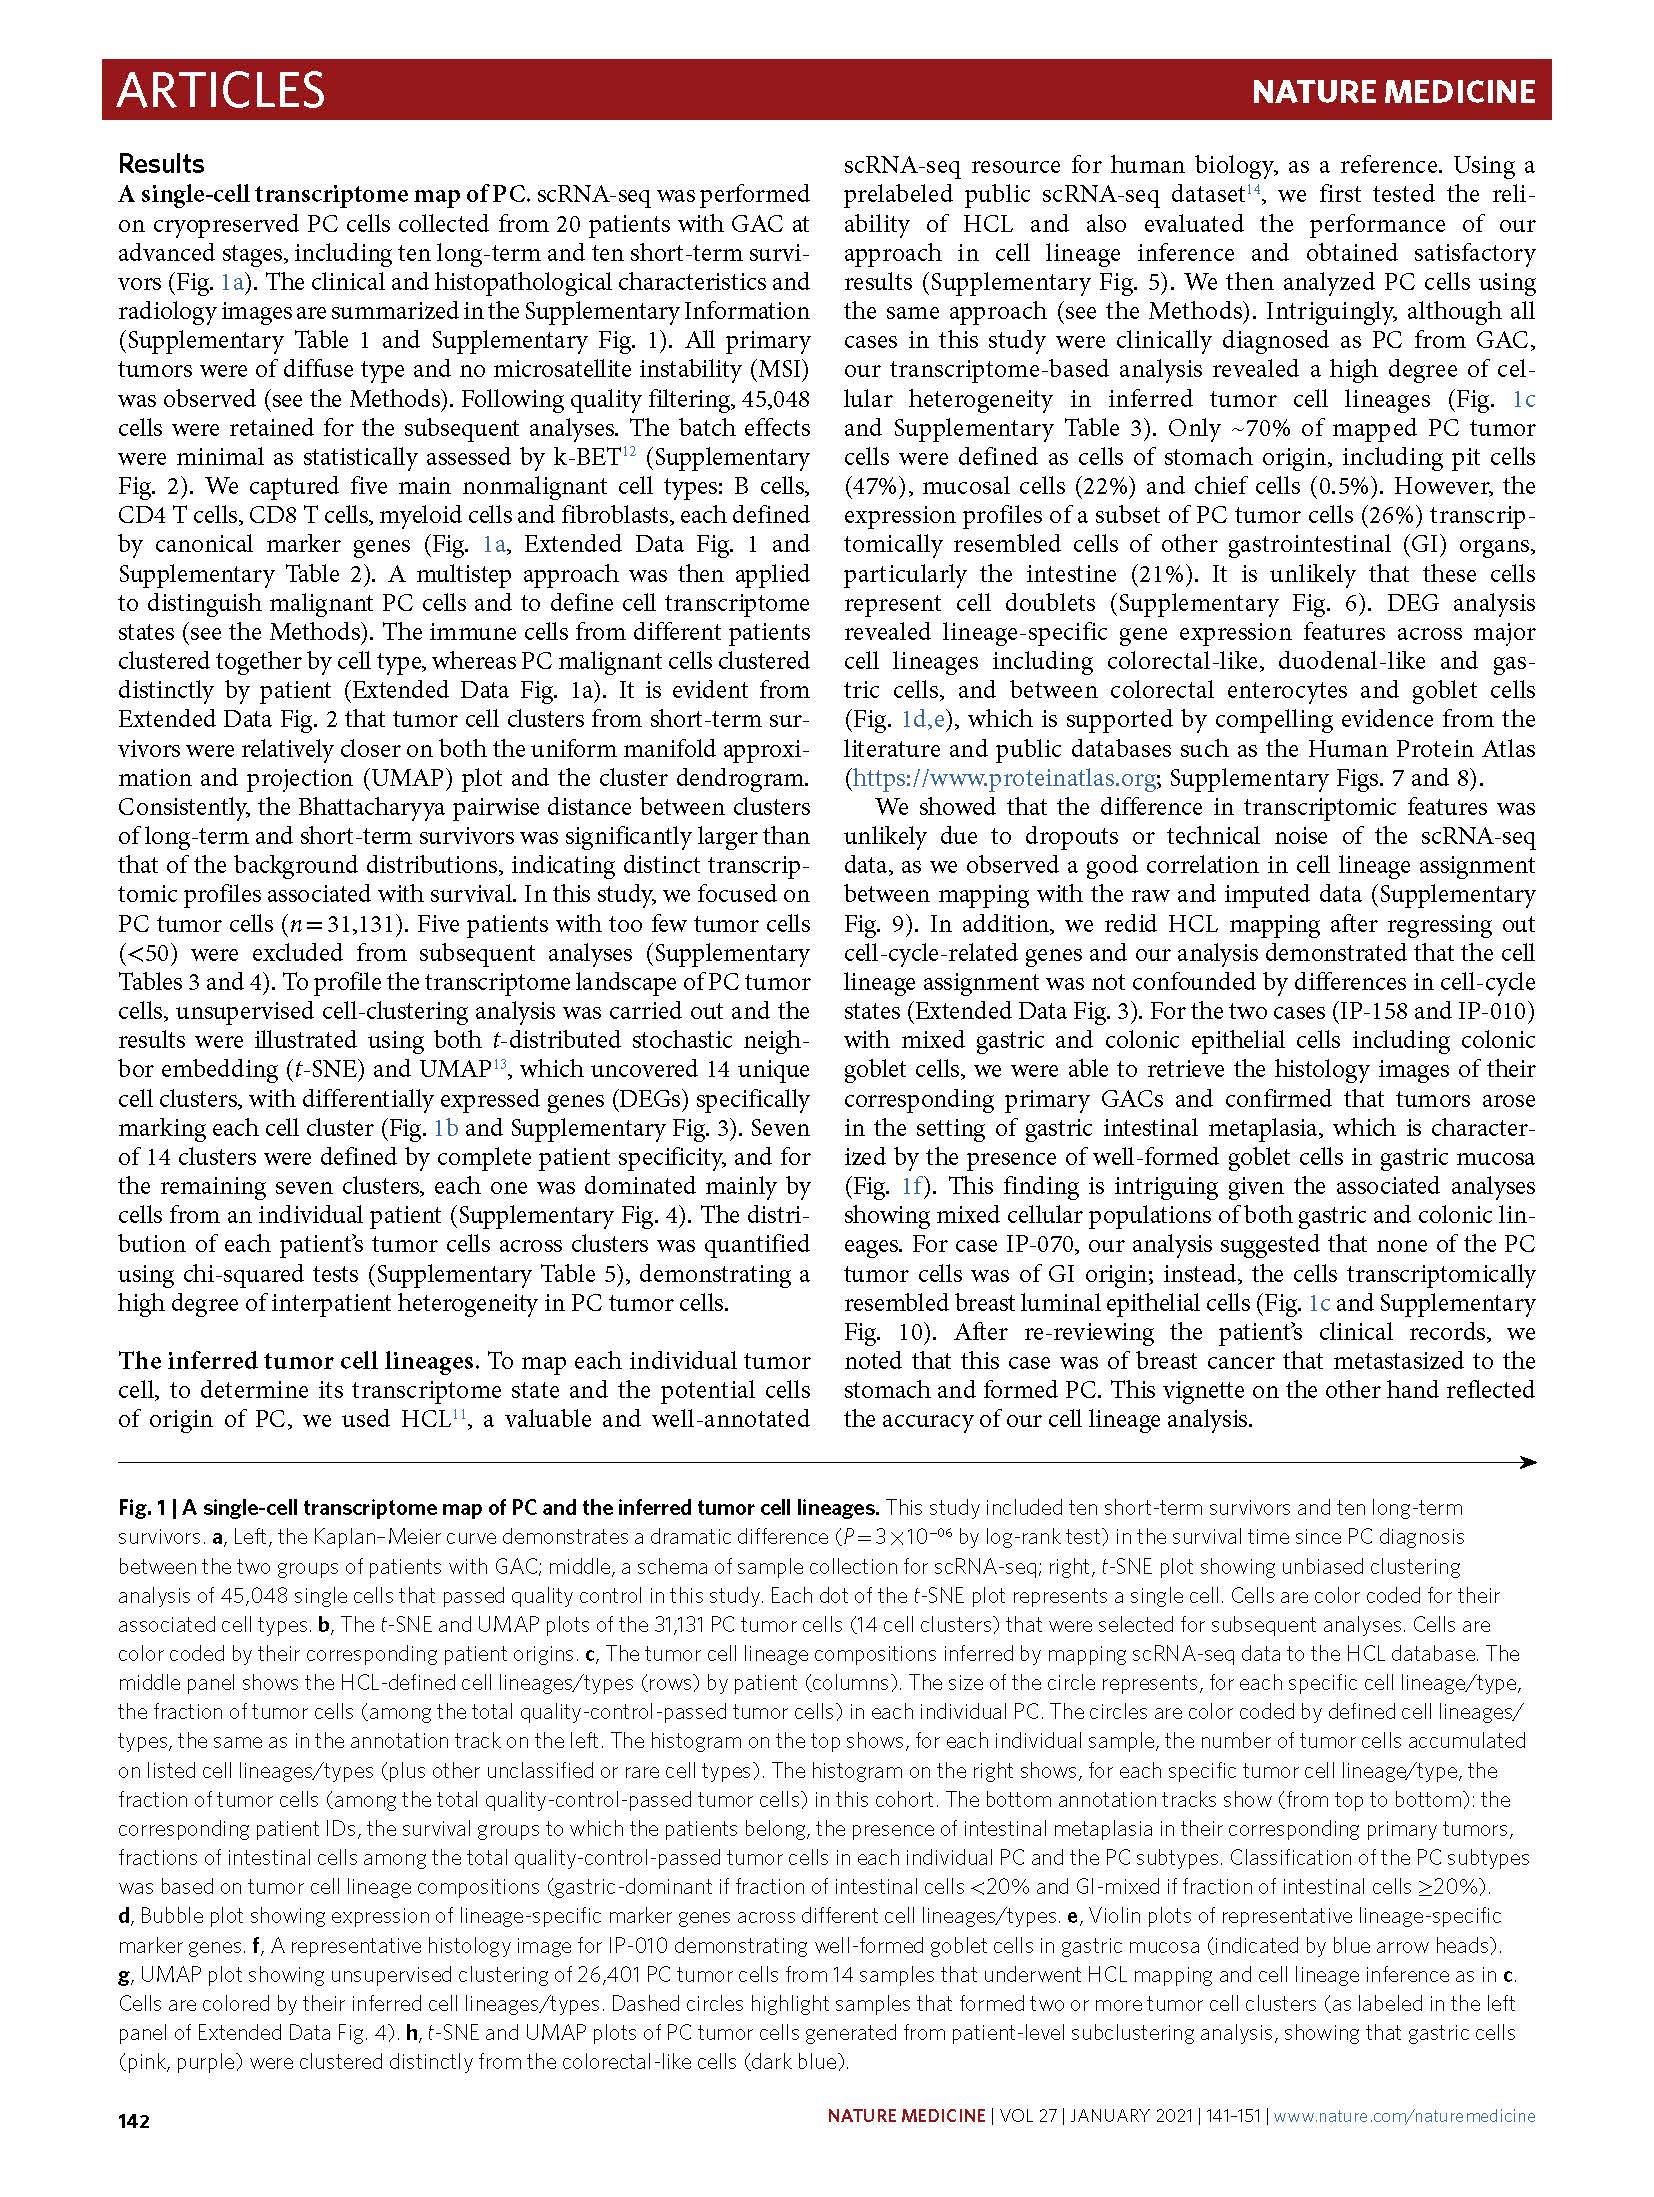 ARTICLES
NATURE MEDICINE
Results
A single-cell transcriptome map of PC. scRNA-seq was performed
on cryopreserved PC cells collected from 20 patients with GAC at
advanced stages, including ten long-term and ten short-term survi-
vors (Fig. 1a). The clinical and histopathological characteristics and
radiology images are summarized in the Supplementary Information
(Supplementary Table 1 and Supplementary Fig. 1). All primary
tumors were of diffuse type and no microsatellite instability (MSI)
was observed (see the Methods). Following quality filtering, 45,048
cells were retained for the subsequent analyses. The batch effects
were minimal as statistically assessed by k-BET12 (Supplementary
Fig. 2). We captured five main nonmalignant cell types: B cells,
CD4 T cells, CD8 T cells, myeloid cells and fibroblasts, each defined
by canonical marker genes (Fig. 1a, Extended Data Fig. 1 and
Supplementary Table 2). A multistep approach was then applied
to distinguish malignant PC cells and to define cell transcriptome
states (see the Methods). The immune cells from different patients
clustered together by cell type, whereas PC malignant cells clustered
distinctly by patient (Extended Data Fig. 1a). It is evident from
Extended Data Fig. 2 that tumor cell clusters from short-term sur-
vivors were relatively closer on both the uniform manifold approxi-
mation and projection (UMAP) plot and the cluster dendrogram.
Consistently, the Bhattacharyya pairwise distance between clusters
of long-term and short-term survivors was significantly larger than
that of the background distributions, indicating distinct transcrip-
tomic profiles associated with survival. In this study, we focused on
PC tumor cells (n = 31,131). Five patients with too few tumor cells
(<50) were excluded from subsequent analyses (Supplementary
Tables 3 and 4). To profile the transcriptome landscape of PC tumor
cells, unsupervised cell-clustering analysis was carried out and the
results were illustrated using both t-distributed stochastic neigh-
bor embedding (t-SNE) and UMAP13, which uncovered 14 unique
cell clusters, with differentially expressed genes (DEGs) specifically
marking each cell cluster (Fig. 1b and Supplementary Fig. 3). Seven
of 14 clusters were defined by complete patient specificity, and for
the remaining seven clusters, each one was dominated mainly by
cells from an individual patient (Supplementary Fig. 4). The distri-
bution of each patient's tumor cells across clusters was quantified
using chi-squared tests (Supplementary Table 5), demonstrating a
high degree of interpatient heterogeneity in PC tumor cells.
The inferred tumor cell lineages. To map each individual tumor
cell, to determine its transcriptome state and the potential cells
of origin of PC, we used HCL11, a valuable and well-annotated
scRNA-seq resource for human biology, as a reference. Using a
prelabeled public scRNA-seq dataset14, we first tested the reli-
ability of HCL and also evaluated the performance of our
approach in cell lineage inference and obtained satisfactory
results (Supplementary Fig. 5). We then analyzed PC cells using
the same approach (see the Methods). Intriguingly, although all
cases in this study were clinically diagnosed as PC from GAC,
our transcriptome-based analysis revealed a high degree of cel-
lular heterogeneity in inferred tumor cell lineages (Fig. 1c
and Supplementary Table 3). Only ~70% of mapped PC tumor
cells were defined as cells of stomach origin, including pit cells
(47%), mucosal cells (22%) and chief cells (0.5%). However, the
expression profiles of a subset of PC tumor cells (26%) transcrip-
tomically resembled cells of other gastrointestinal (GI) organs,
particularly the intestine (21%). It is unlikely that these cells
represent cell doublets (Supplementary Fig. 6). DEG analysis
revealed lineage-specific gene expression features across major
cell lineages including colorectal-like, duodenal-like and gas-
tric cells, and between colorectal enterocytes and goblet cells
(Fig. 1d,e), which is supported by compelling evidence from the
literature and public databases such as the Human Protein Atlas
(https://www.proteinatlas.org; Supplementary Figs. 7 and 8).
We showed that the difference in transcriptomic features was
unlikely due to dropouts or technical noise of the scRNA-seq
data, as we observed a good correlation in cell lineage assignment
between mapping with the raw and imputed data (Supplementary
Fig. 9). In addition, we redid HCL mapping after regressing out
cell-cycle-related genes and our analysis demonstrated that the cell
lineage assignment was not confounded by differences in cell-cycle
states (Extended Data Fig. 3). For the two cases (IP-158 and IP-010)
with mixed gastric and colonic epithelial cells including colonic
goblet cells, we were able to retrieve the histology images of their
corresponding primary GACs and confirmed that tumors arose
in the setting of gastric intestinal metaplasia, which is character-
ized by the presence of well-formed goblet cells in gastric mucosa
(Fig. 1f). This finding is intriguing given the associated analyses
showing mixed cellular populations of both gastric and colonic lin-
eages. For case IP-070, our analysis suggested that none of the PC
tumor cells was of GI origin; instead, the cells transcriptomically
resembled breast luminal epithelial cells (Fig. 1c and Supplementary
Fig. 10). After re-reviewing the patient's clinical records, we
noted that this case was of breast cancer that metastasized to the
stomach and formed PC. This vignette on the other hand reflected
the accuracy of our cell lineage analysis.
Fig. 1 | A single-cell transcriptome map of PC and the inferred tumor cell lineages. This study included ten short-term survivors and ten long-term
survivors. a, Left, the Kaplan–Meier curve demonstrates a dramatic difference (P = 3 × 10−06 by log-rank test) in the survival time since PC diagnosis
between the two groups of patients with GAC; middle, a schema of sample collection for scRNA-seq; right, t-SNE plot showing unbiased clustering
analysis of 45,048 single cells that passed quality control in this study. Each dot of the t-SNE plot represents a single cell. Cells are color coded for their
associated cell types. b, The t-SNE and UMAP plots of the 31,131 PC tumor cells (14 cell clusters) that were selected for subsequent analyses. Cells are
color coded by their corresponding patient origins. c, The tumor cell lineage compositions inferred by mapping scRNA-seq data to the HCL database. The
middle panel shows the HCL-defined cell lineages/types (rows) by patient (columns). The size of the circle represents, for each specific cell lineage/type,
the fraction of tumor cells (among the total quality-control-passed tumor cells) in each individual PC. The circles are color coded by defined cell lineages/
types, the same as in the annotation track on the left. The histogram on the top shows, for each individual sample, the number of tumor cells accumulated
on listed cell lineages/types (plus other unclassified or rare cell types). The histogram on the right shows, for each specific tumor cell lineage/type, the
fraction of tumor cells (among the total quality-control-passed tumor cells) in this cohort. The bottom annotation tracks show (from top to bottom): the
corresponding patient IDs, the survival groups to which the patients belong, the presence of intestinal metaplasia in their corresponding primary tumors,
fractions of intestinal cells among the total quality-control-passed tumor cells in each individual PC and the PC subtypes. Classification of the PC subtypes
was based on tumor cell lineage compositions (gastric-dominant if fraction of intestinal cells <20% and GI-mixed if fraction of intestinal cells ≥20%).
d, Bubble plot showing expression of lineage-specific marker genes across different cell lineages/types. e, Violin plots of representative lineage-specific
marker genes. f, A representative histology image for IP-010 demonstrating well-formed goblet cells in gastric mucosa (indicated by blue arrow heads).
g, UMAP plot showing unsupervised clustering of 26,401 PC tumor cells from 14 samples that underwent HCL mapping and cell lineage inference as in c.
Cells are colored by their inferred cell lineages/types. Dashed circles highlight samples that formed two or more tumor cell clusters (as labeled in the left
panel of Extended Data Fig. 4). h, t-SNE and UMAP plots of PC tumor cells generated from patient-level subclustering analysis, showing that gastric cells
(pink, purple) were clustered distinctly from the colorectal-like cells (dark blue).
142
NATURE MEDICINE | VOL 27 | JANUARY 2021 | 141–151 | www.nature.com/naturemedicine